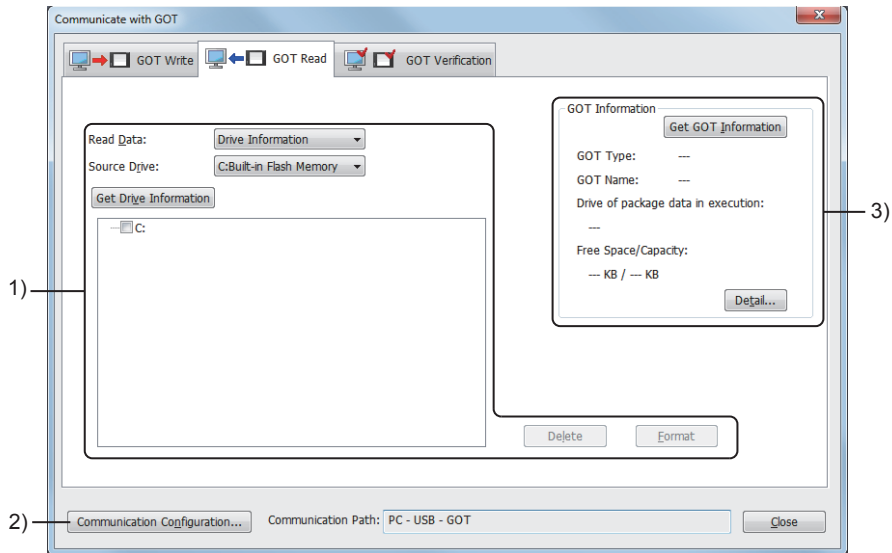 Communicate with GOT
x
GOT Write
GOT Read
GOT Verification
Read Data:
Drive Information
Source Drive:
C:Built-in Flash Memory
Get Drive Information
C:
GOT Information
Get GOT Information
GOT Type: ---
GOT Name: ---
Drive of package data in execution:
---
Free Space/Capacity:
--- KB / --- KB
Detail...
1)
3)
Delete
Format
2)
Communication Configuration...
Communication Path: PC - USB - GOT
Close